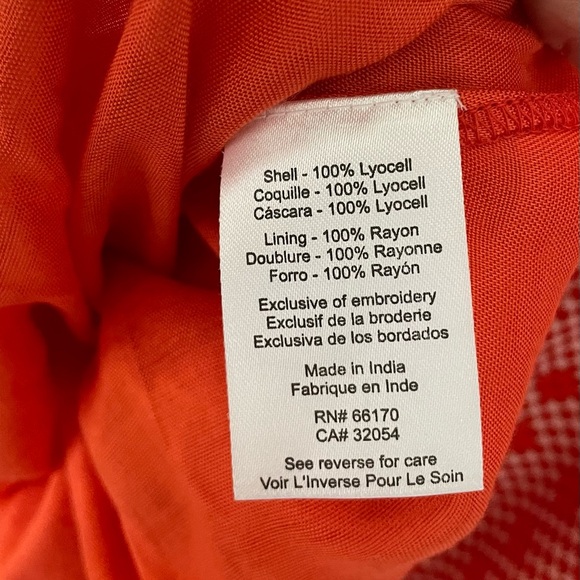 Shell - 100% Lyocell
Coquille - 100% Lyocell
Cáscara - 100% Lyocell
Lining - 100% Rayon
Doublure - 100% Rayonne
Forro - 100% Rayón
Exclusive of embroidery
Exclusif de la broderie
Exclusiva de los bordados
Made in India
Fabrique en Inde
RN# 66170
CA# 32054
See reverse for care
Voir L'Inverse Pour Le Soin